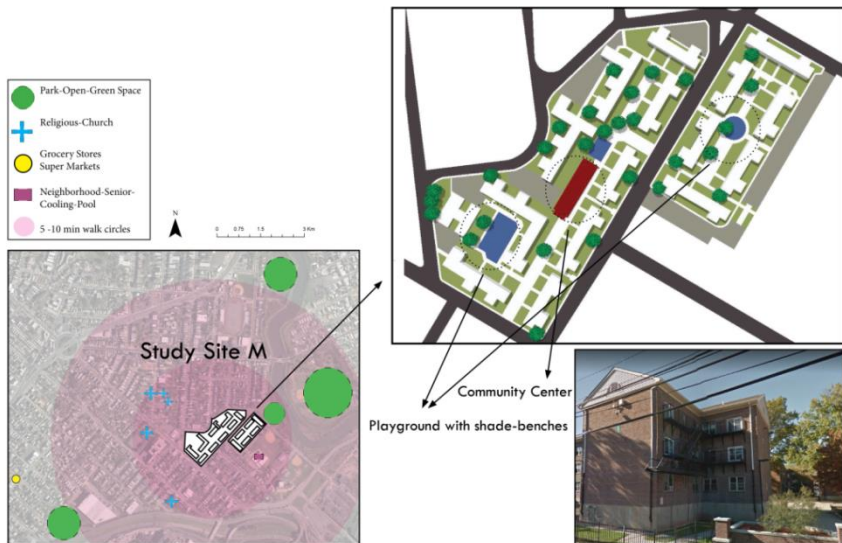 Park-Open-Green Space
Religious-Church
Grocery Stores
Super Markets
Neighborhood-Senior-
Cooling-Pool
5 -10 min walk circles
N
0 0.75 1.5 3 Km
Study Site M
Community Center
Playground with shade-benches